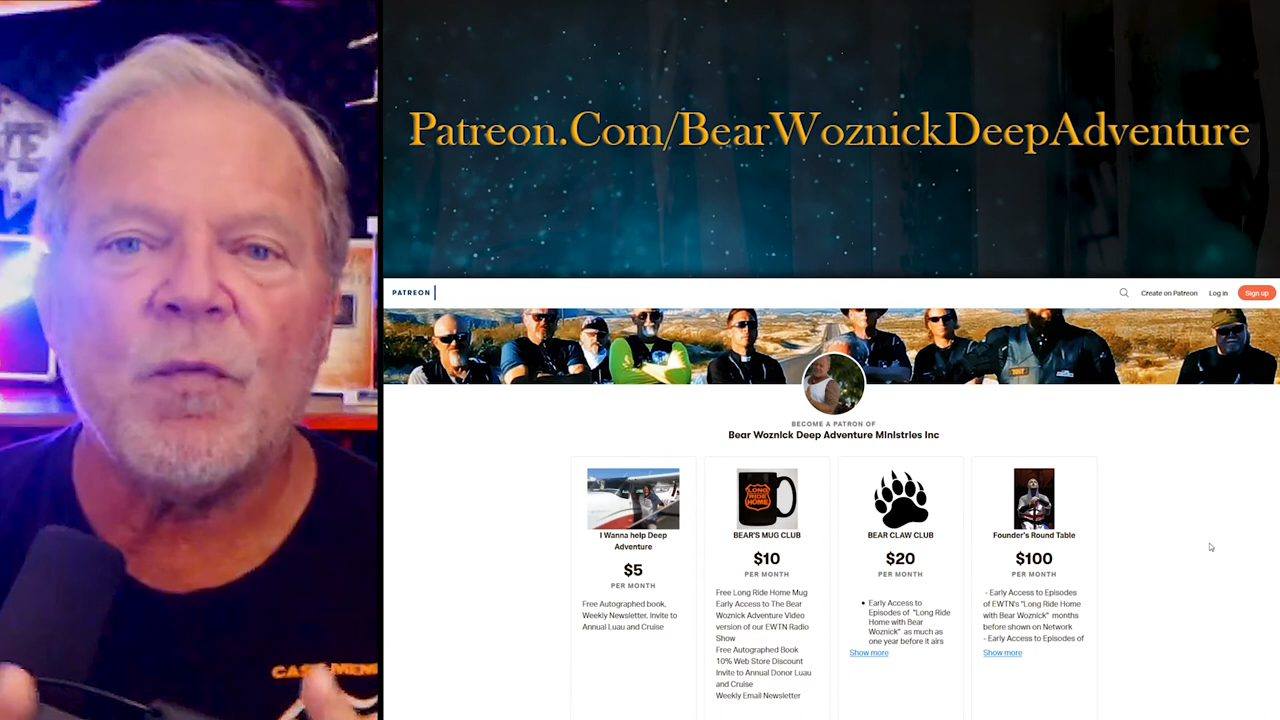 Patreon.Com/BearWoznickDeepAdventure
PATREON
Create on Patreon
Log in
Sign up
BECOME A PATRON OF
Bear Woznick Deep Adventure Ministries Inc
I Wanna help Deep
Adventure
$5
PER MONTH
Free Autographed book,
Weekly Newsletter, Invite to
Annual Luau and Cruise
LONG
RIDE
HOME
BEAR'S MUG CLUB
$10
PER MONTH
Free Long Ride Home Mug
Early Access to The Bear
Woznick Adventure Video
version of our EWTN Radio
Show
Free Autographed Book
10% Web Store Discount
Invite to Annual Donor Luau
and Cruise
Weekly Email Newsletter
BEAR CLAW CLUB
$20
PER MONTH
• Early Access to
Episodes of "Long Ride
Home with Bear
Woznick" as much as
one year before it airs
Show more
Founder's Round Table
$100
PER MONTH
- Early Access to Episodes
of EWTN's "Long Ride Home
with Bear Woznick" months
before shown on Network
- Early Access to Episodes of
Show more